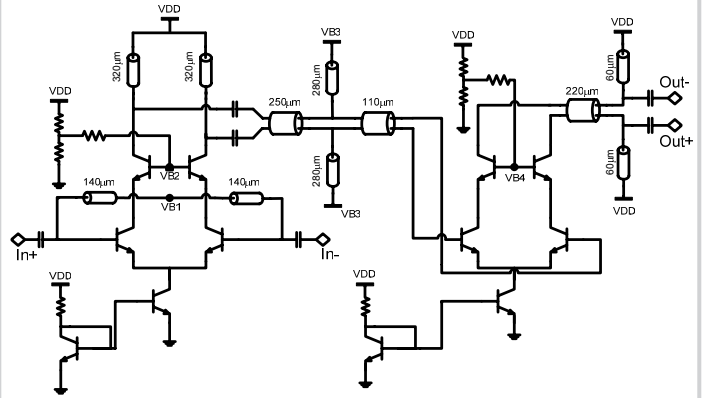 VDD
VB3
VDD
VDD
320μm
320μm
280μm
60μm
Out-
VDD
250μm
110μm
220μm
Out+
VB2
280μm
VB4
60μm
140μm
140μm
VB1
VB3
VDD
In+
In-
VDD
VDD